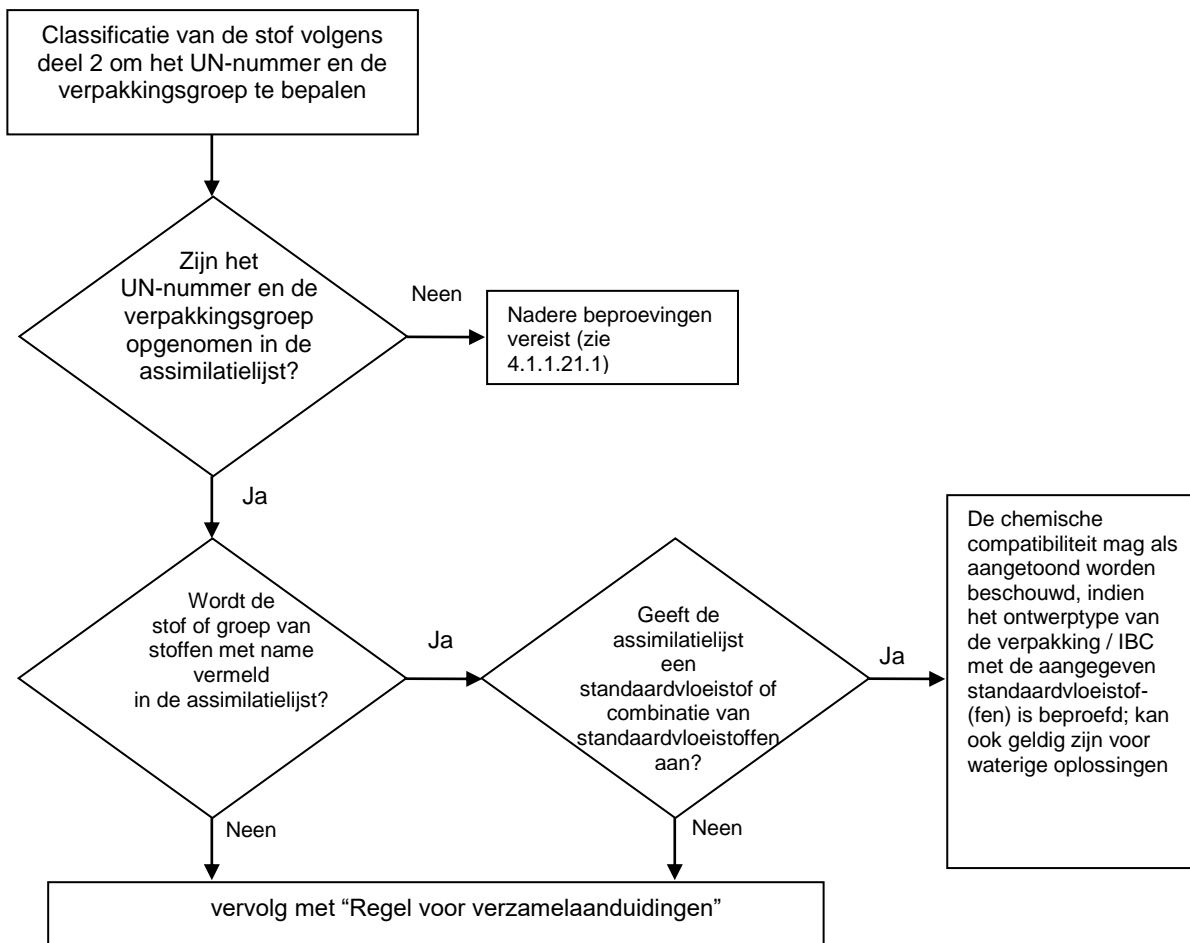 Classificatie van de stof volgens
deel 2 om het UN-nummer en de
verpakkingsgroep te bepalen
Zijn het
UN-nummer en de
verpakkingsgroep
opgenomen in de
assimilatielijst?
Neen
Nadere beproevingen
vereist (zie
4.1.1.21.1)
Ja
Wordt de
stof of groep van
stoffen met name
vermeld
in de assimilatielijst?
Ja
Geeft de
assimilatielijst
een
standaardvloeistof of
combinatie van
standaardvloeistoffen
aan?
Ja
De chemische
compatibiliteit mag als
aangetoond worden
beschouwd, indien
het ontwerptype van
de verpakking / IBC
met de aangegeven
standaardvloeistof-
(fen) is beproefd; kan
ook geldig zijn voor
waterige oplossingen
Neen
Neen
vervolg met “Regel voor verzamelaanduidingen”